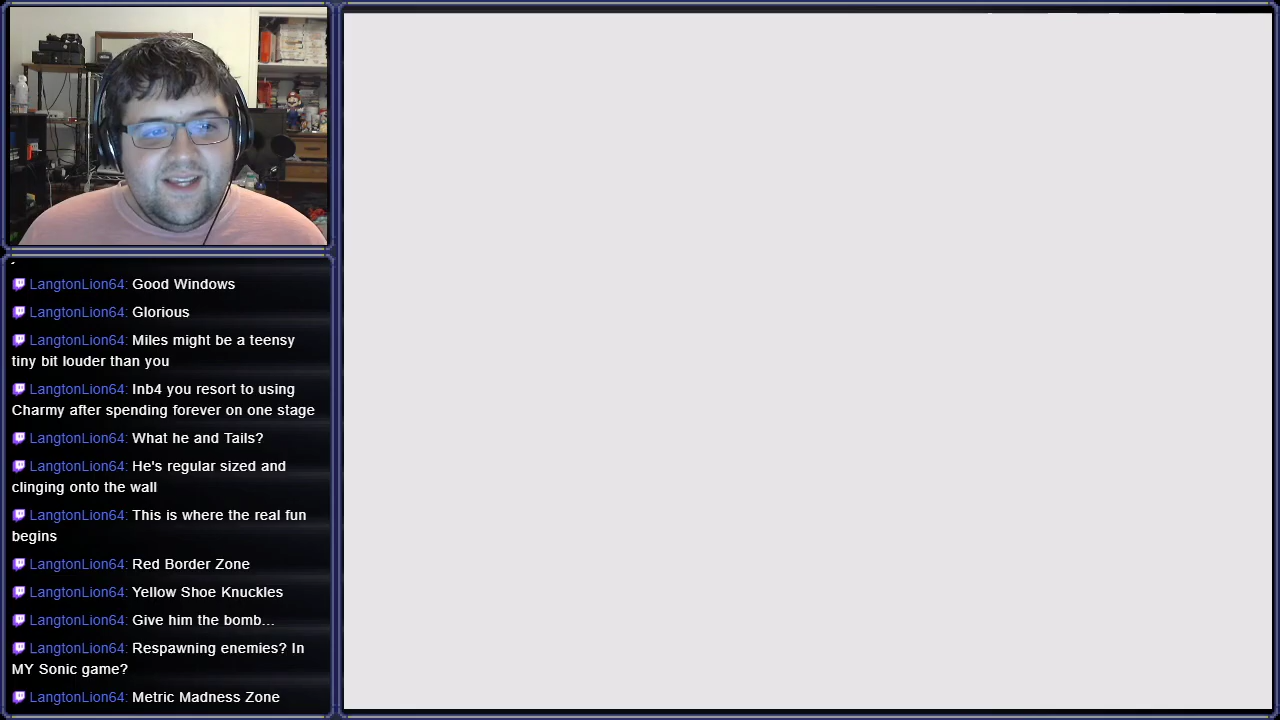 LangtonLion64: Good Windows
LangtonLion64: Glorious
LangtonLion64: Miles might be a teensy
tiny bit louder than you
LangtonLion64: Inb4 you resort to using
Charmy after spending forever on one stage
LangtonLion64: What he and Tails?
LangtonLion64: He's regular sized and
clinging onto the wall
LangtonLion64: This is where the real fun
begins
LangtonLion64: Red Border Zone
LangtonLion64: Yellow Shoe Knuckles
LangtonLion64: Give him the bomb...
LangtonLion64: Respawning enemies? In
MY Sonic game?
LangtonLion64: Metric Madness Zone